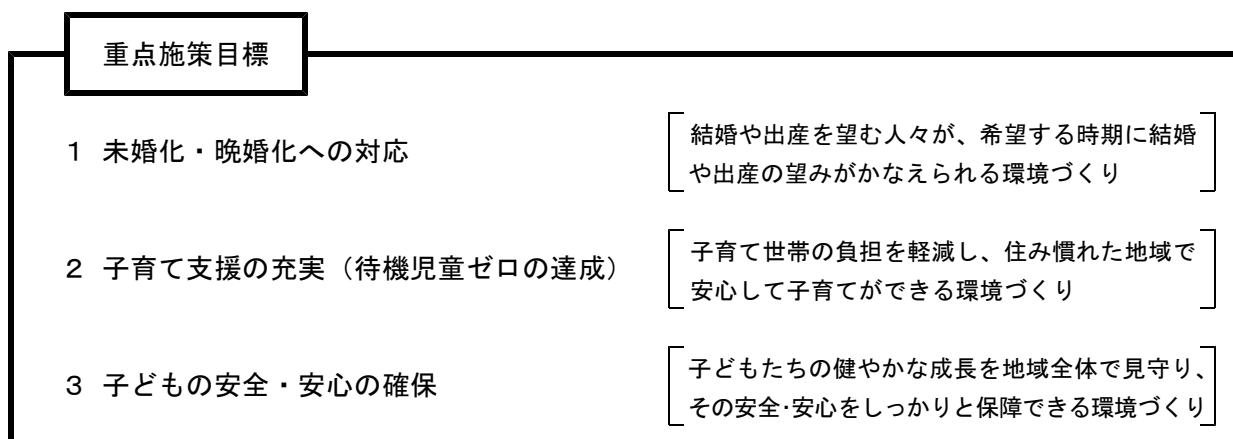 重点施策目標
1 未婚化・晩婚化への対応
結婚や出産を望む人々が、希望する時期に結婚
や出産の望みがかなえられる環境づくり
2 子育て支援の充実（待機児童ゼロの達成）
子育て世帯の負担を軽減し、住み慣れた地域で
安心して子育てができる環境づくり
3 子どもの安全・安心の確保
子どもたちの健やかな成長を地域全体で見守り、
その安全･安心をしっかりと保障できる環境づくり